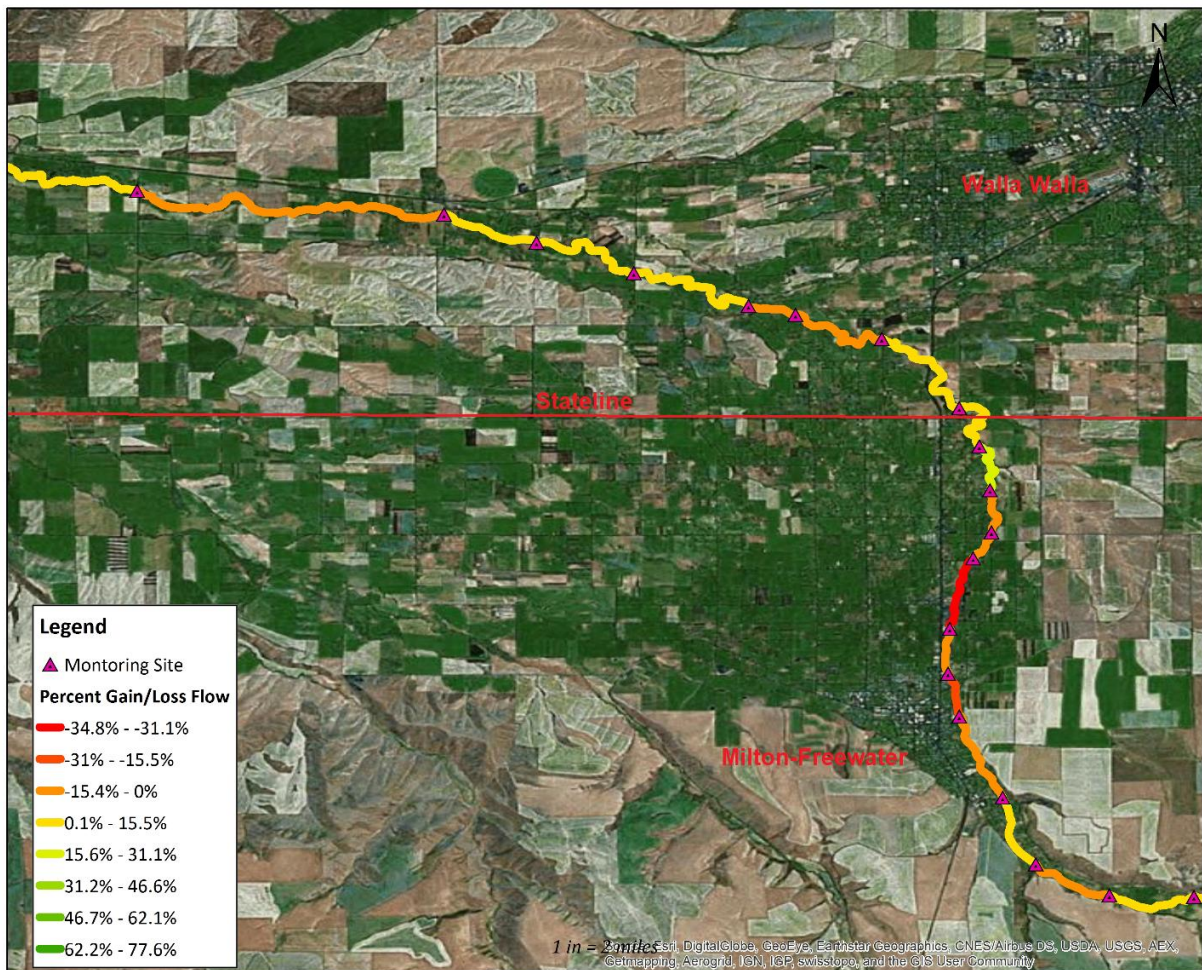 N
Walla Walla
Stateline
Milton-Freewater
Legend
Montoring Site
Percent Gain/Loss Flow
-34.8% - -31.1%
-31% - -15.5%
-15.4% - 0%
0.1% - 15.5%
15.6% - 31.1%
31.2% - 46.6%
46.7% - 62.1%
62.2% - 77.6%
1 in = 2 miles
Esri, DigitalGlobe, GeoEye, Earthstar Geographics, CNES/Airbus DS, USDA, USGS, AEX,
Getmapping, Aerogrid, IGN, IGP, swisstopo, and the GIS User Community